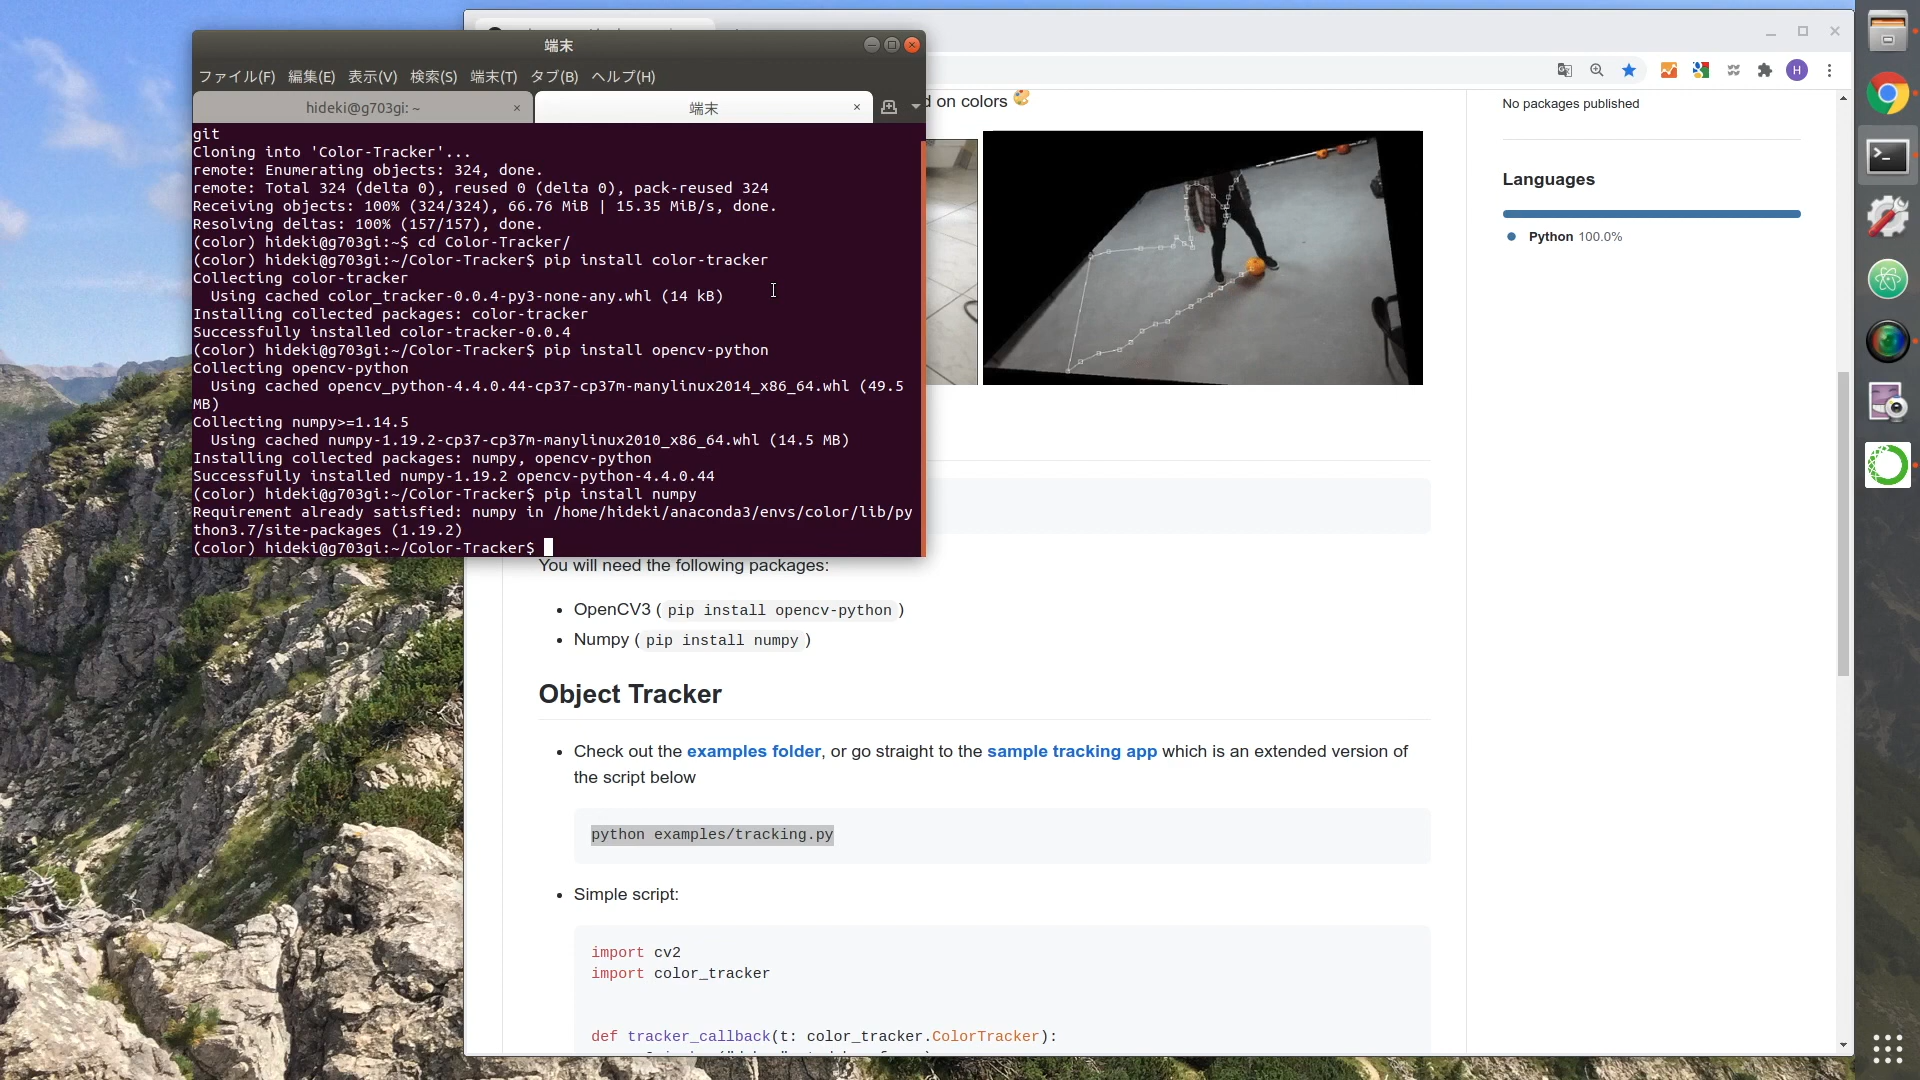 端末
ファイル(F) 編集(E) 表示(V) 検索(S) 端末(T) タブ(B) ヘルプ(H)
hideki@g703gi: ~ × 端末 ×
git
Cloning into 'Color-Tracker'...
remote: Enumerating objects: 324, done.
remote: Total 324 (delta 0), reused 0 (delta 0), pack-reused 324
Receiving objects: 100% (324/324), 66.76 MiB | 15.35 MiB/s, done.
Resolving deltas: 100% (157/157), done.
(color) hideki@g703gi:~$ cd Color-Tracker/
(color) hideki@g703gi:~/Color-Tracker$ pip install color-tracker
Collecting color-tracker
Using cached color_tracker-0.0.4-py3-none-any.whl (14 kB)
Installing collected packages: color-tracker
Successfully installed color-tracker-0.0.4
(color) hideki@g703gi:~/Color-Tracker$ pip install opencv-python
Collecting opencv-python
Using cached opencv_python-4.4.0.44-cp37-cp37m-manylinux2014_x86_64.whl (49.5
MB)
Collecting numpy>=1.14.5
Using cached numpy-1.19.2-cp37-cp37m-manylinux2010_x86_64.whl (14.5 MB)
Installing collected packages: numpy, opencv-python
Successfully installed numpy-1.19.2 opencv-python-4.4.0.44
(color) hideki@g703gi:~/Color-Tracker$ pip install numpy
Requirement already satisfied: numpy in /home/hideki/anaconda3/envs/color/lib/py
thon3.7/site-packages (1.19.2)
(color) hideki@g703gi:~/Color-Tracker$
H
on colors
You will need the following packages:
• OpenCV3 ( pip install opencv-python )
• Numpy ( pip install numpy )
Object Tracker
• Check out the examples folder, or go straight to the sample tracking app which is an extended version of
the script below
python examples/tracking.py
• Simple script:
import cv2
import color_tracker
def tracker_callback(t: color_tracker.ColorTracker):
No packages published
Languages
Python 100.0%